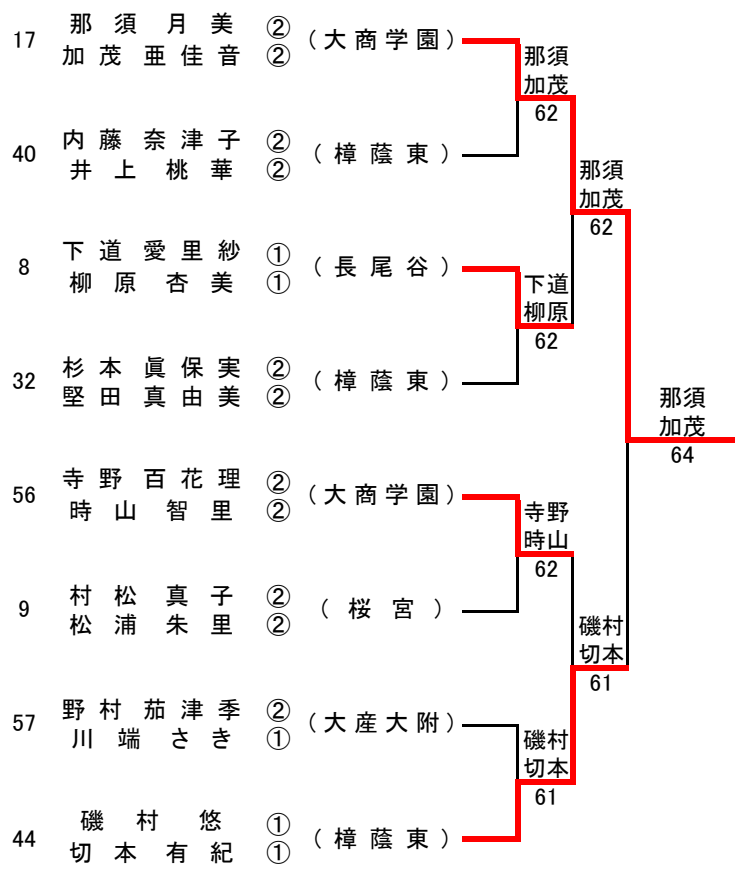 17 那須 月美 ② (大商学園)
加茂 亜佳音 ②
那須
加茂
62
40 内藤 奈津子 ② (樟蔭東)
井上 桃華 ②
那須
加茂
62
8 下道 愛里紗 ① (長尾谷)
柳原 杏美 ①
下道
柳原
62
32 杉本 眞保実 ② (樟蔭東)
堅田 真由美 ②
那須
加茂
64
56 寺野 百花理 ② (大商学園)
時山 智里 ②
寺野
時山
62
9 村松 真子 ② (桜宮)
松浦 朱里 ②
磯村
切本
61
57 野村 茄津季 ② (大産大附)
川端 さき ①
磯村
切本
61
44 磯村 悠 ① (樟蔭東)
切本 有紀 ①